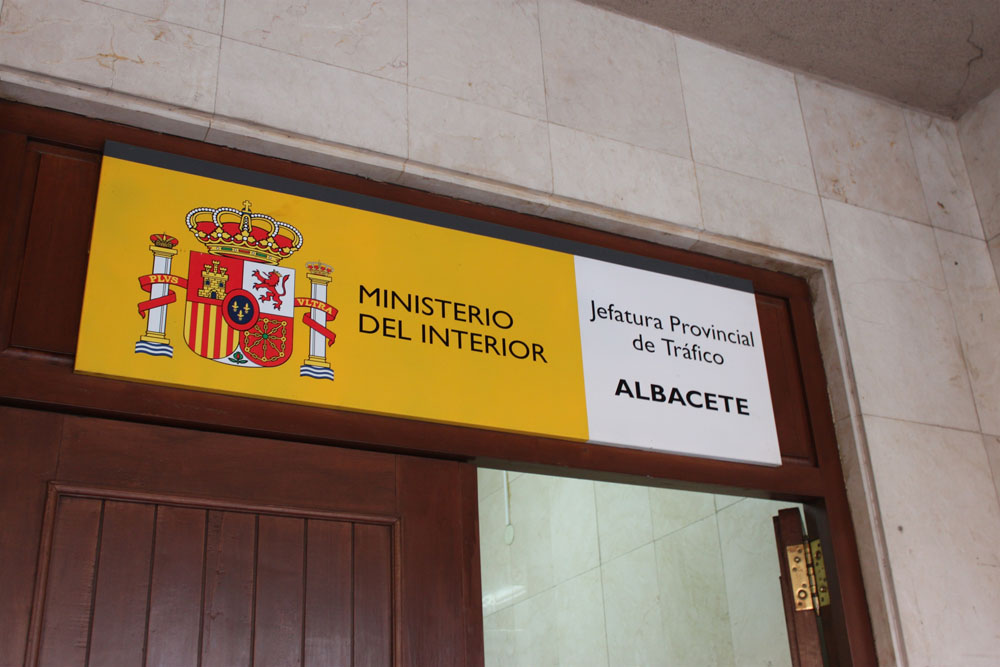 PLVS
VLTRA
MINISTERIO
DEL INTERIOR
Jefatura Provincial
de Tráfico
ALBACETE